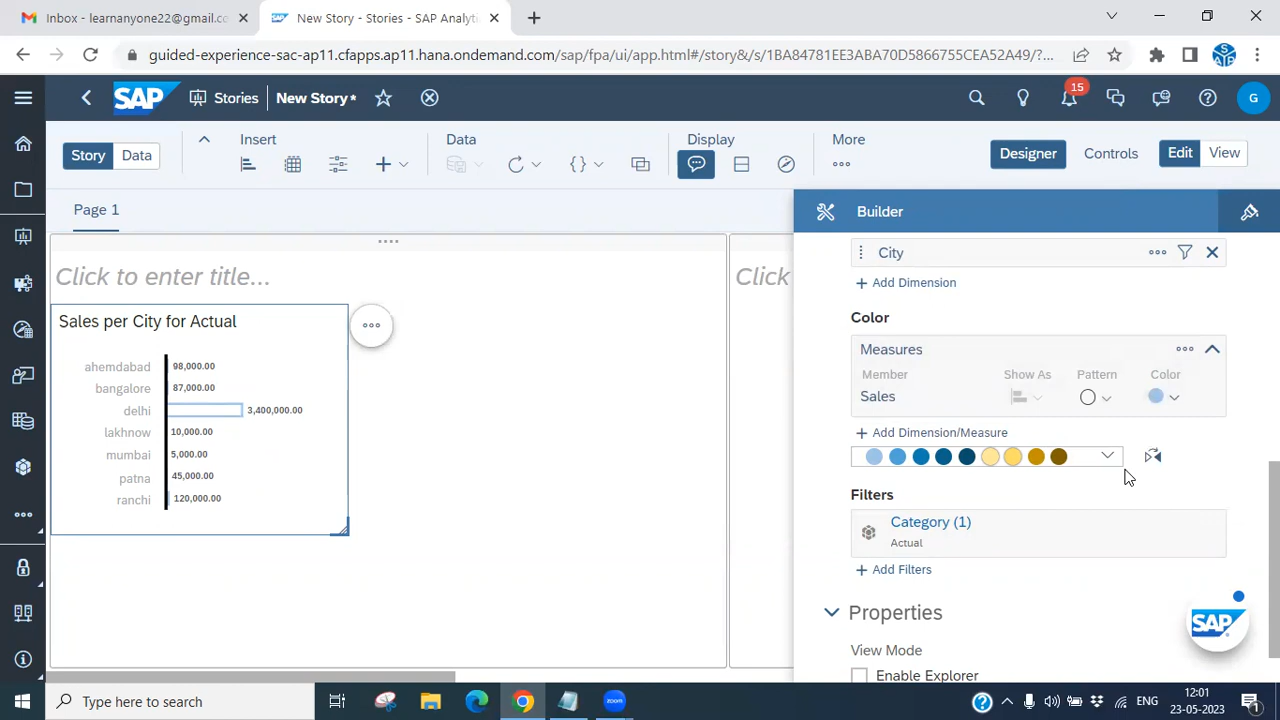 Inbox - learnanyone22@gmail.co
New Story - Stories - SAP Analyti
guided-experience-sac-ap11.cfapps.ap11.hana.ondemand.com/sap/fpa/ui/app.html#/story&/s/1BA84781EE3ABA70D5866755CEA52A49/?...
SAP
Stories
New Story*
15
G
Story
Data
Insert
Data
Display
More
Designer
Controls
Edit
View
Page 1
Builder
Click to enter title...
Click
City
+ Add Dimension
Sales per City for Actual
ahemdabad 98,000.00
bangalore 87,000.00
delhi 3,400,000.00
lakhnow 10,000.00
mumbai 5,000.00
patna 45,000.00
ranchi 120,000.00
Color
Measures
Member
Show As
Pattern
Color
Sales
+ Add Dimension/Measure
Filters
Category (1)
Actual
+ Add Filters
Properties
View Mode
Enable Explorer
SAP
Type here to search
zoom
ENG
12:01
23-05-2023
1